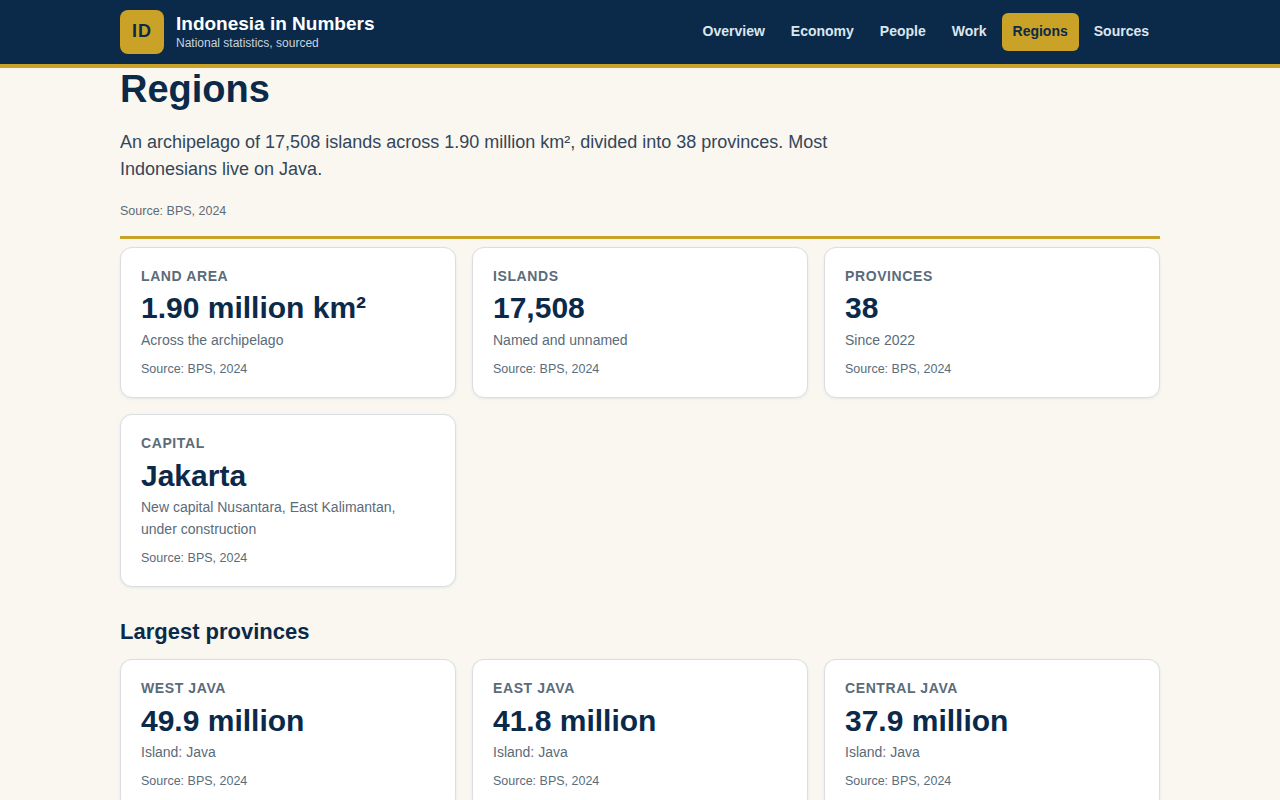 ID
Indonesia in Numbers
National statistics, sourced
Overview Economy People Work Regions Sources
Regions
An archipelago of 17,508 islands across 1.90 million km², divided into 38 provinces. Most
Indonesians live on Java.
Source: BPS, 2024
LAND AREA
1.90 million km²
Across the archipelago
Source: BPS, 2024
ISLANDS
17,508
Named and unnamed
Source: BPS, 2024
PROVINCES
38
Since 2022
Source: BPS, 2024
CAPITAL
Jakarta
New capital Nusantara, East Kalimantan,
under construction
Source: BPS, 2024
Largest provinces
WEST JAVA
49.9 million
Island: Java
Source: BPS, 2024
EAST JAVA
41.8 million
Island: Java
Source: BPS, 2024
CENTRAL JAVA
37.9 million
Island: Java
Source: BPS, 2024